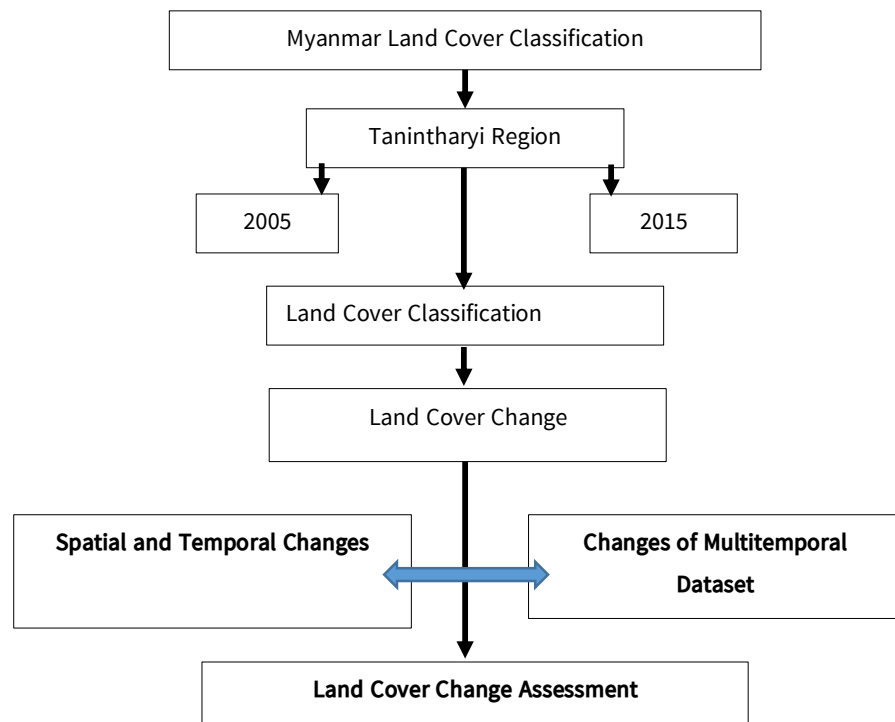 Myanmar Land Cover Classification
Tanintharyi Region
2005
2015
Land Cover Classification
Land Cover Change
Spatial and Temporal Changes
Changes of Multitemporal
Dataset
Land Cover Change Assessment